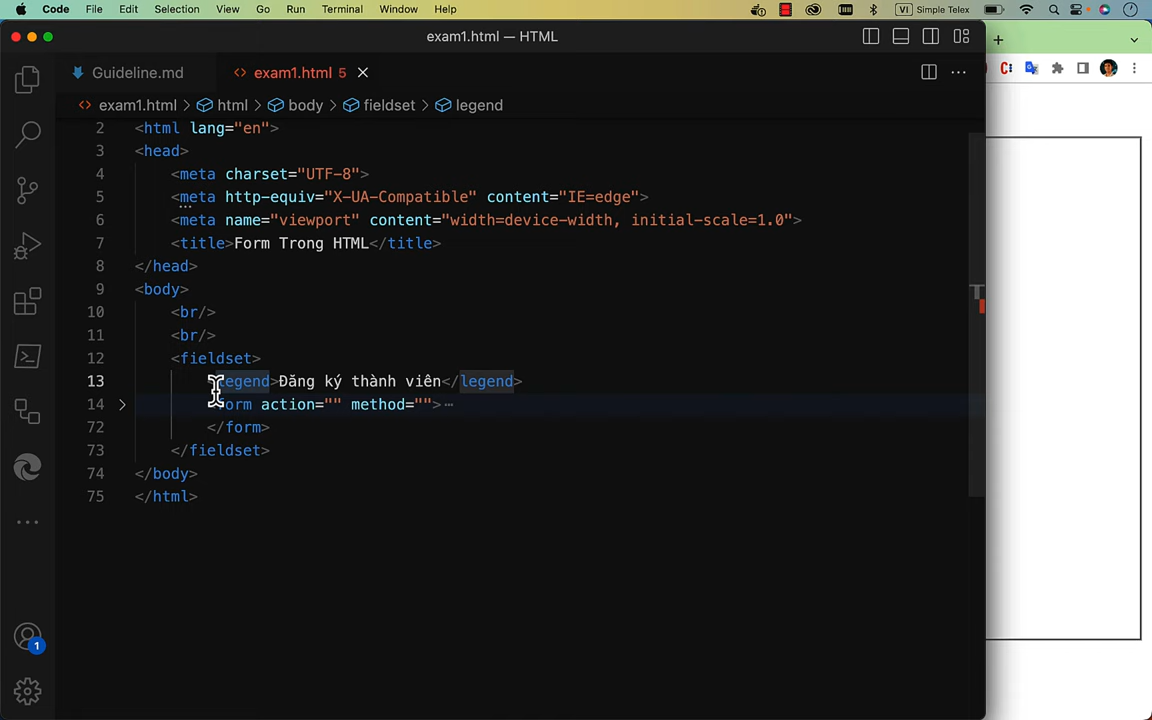 Code File Edit Selection View Go Run Terminal Window Help VI Simple Telex
exam1.html — HTML
Guideline.md <> exam1.html 5
<> exam1.html > html > body > fieldset > legend
2 <html lang="en">
3 <head>
4 <meta charset="UTF-8">
5 <meta http-equiv="X-UA-Compatible" content="IE=edge">
6 <meta name="viewport" content="width=device-width, initial-scale=1.0">
7 <title>Form Trong HTML</title>
8 </head>
9 <body>
10 <br/>
11 <br/>
12 <fieldset>
13 <legend>Đăng ký thành viên</legend>
14 <form action="" method="">
72 </form>
73 </fieldset>
74 </body>
75 </html>
1